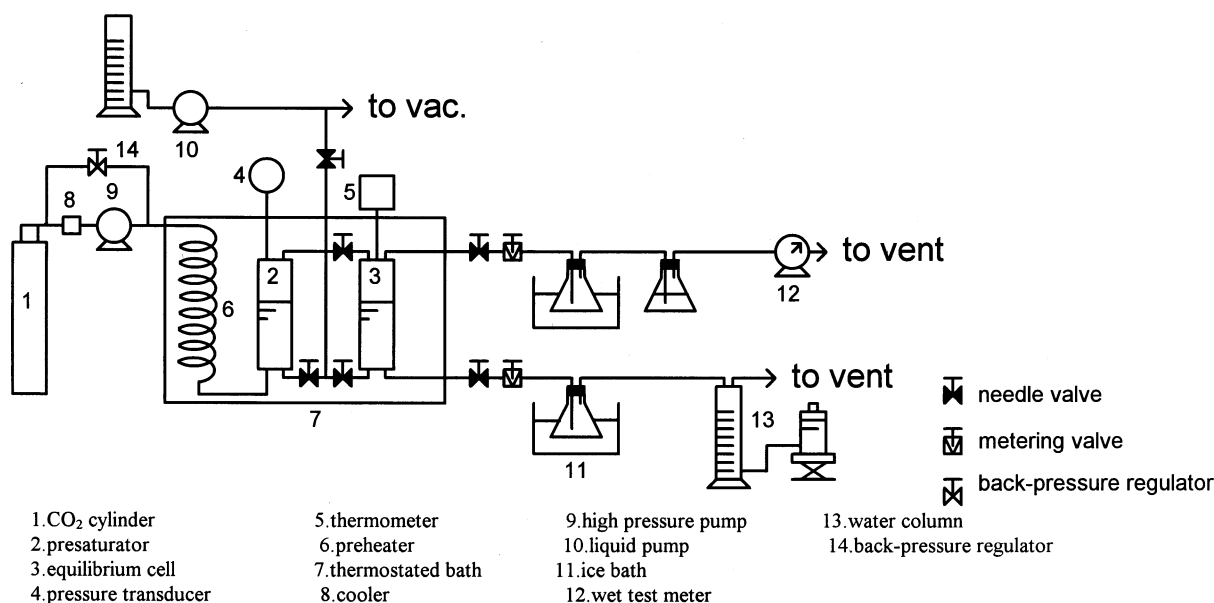 to vac.
10
14
4
5
9
8
2
3
to vent
1
6
12
to vent
7
13
11
needle valve
metering valve
back-pressure regulator
1.CO₂ cylinder 5.thermometer 9.high pressure pump 13.water column
2.presaturator 6.preheater 10.liquid pump 14.back-pressure regulator
3.equilibrium cell 7.thermostated bath 11.ice bath
4.pressure transducer 8.cooler 12.wet test meter